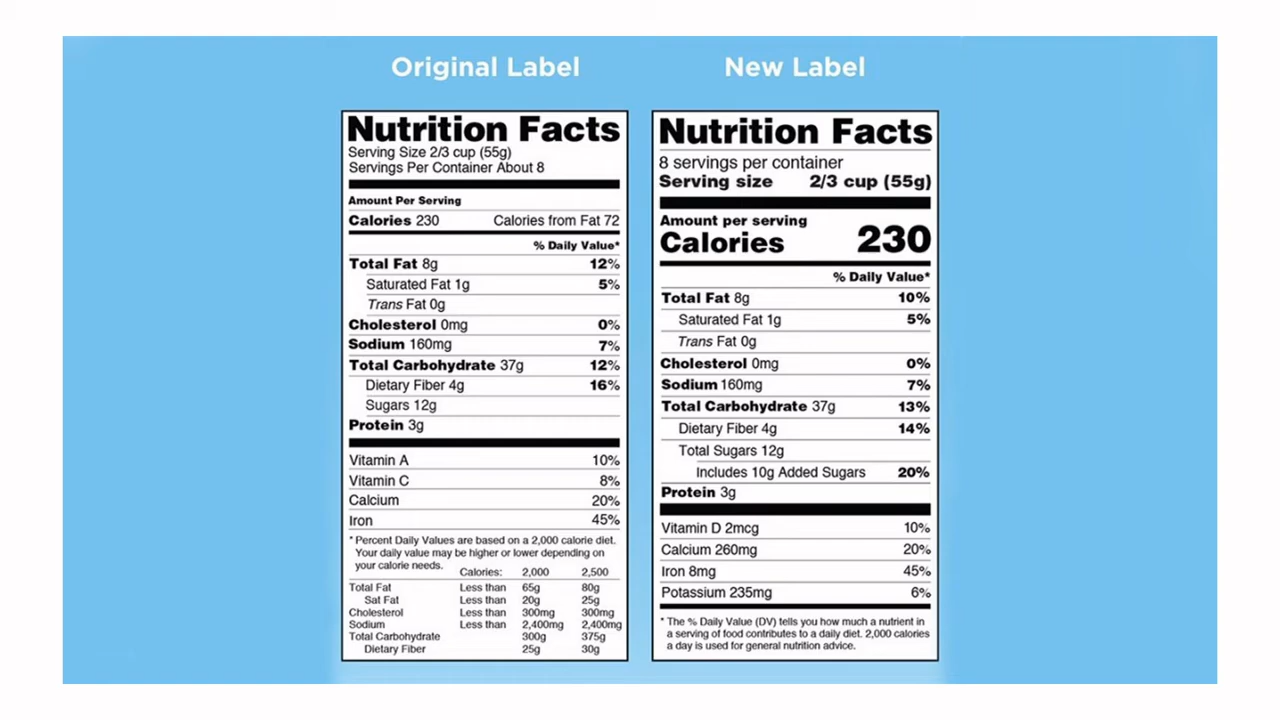 Original Label
Nutrition Facts
Serving Size 2/3 cup (55g)
Servings Per Container About 8
Amount Per Serving
Calories 230 Calories from Fat 72
% Daily Value*
Total Fat 8g 12%
Saturated Fat 1g 5%
Trans Fat 0g
Cholesterol 0mg 0%
Sodium 160mg 7%
Total Carbohydrate 37g 12%
Dietary Fiber 4g 16%
Sugars 12g
Protein 3g
Vitamin A 10%
Vitamin C 8%
Calcium 20%
Iron 45%
* Percent Daily Values are based on a 2,000 calorie diet.
Your daily value may be higher or lower depending on
your calorie needs.
Calories: 2,000 2,500
Total Fat Less than 65g 80g
Sat Fat Less than 20g 25g
Cholesterol Less than 300mg 300mg
Sodium Less than 2,400mg 2,400mg
Total Carbohydrate 300g 375g
Dietary Fiber 25g 30g
New Label
Nutrition Facts
8 servings per container
Serving size 2/3 cup (55g)
Amount per serving
Calories 230
% Daily Value*
Total Fat 8g 10%
Saturated Fat 1g 5%
Trans Fat 0g
Cholesterol 0mg 0%
Sodium 160mg 7%
Total Carbohydrate 37g 13%
Dietary Fiber 4g 14%
Total Sugars 12g
Includes 10g Added Sugars 20%
Protein 3g
Vitamin D 2mcg 10%
Calcium 260mg 20%
Iron 8mg 45%
Potassium 235mg 6%
* The % Daily Value (DV) tells you how much a nutrient in
a serving of food contributes to a daily diet. 2,000 calories
a day is used for general nutrition advice.